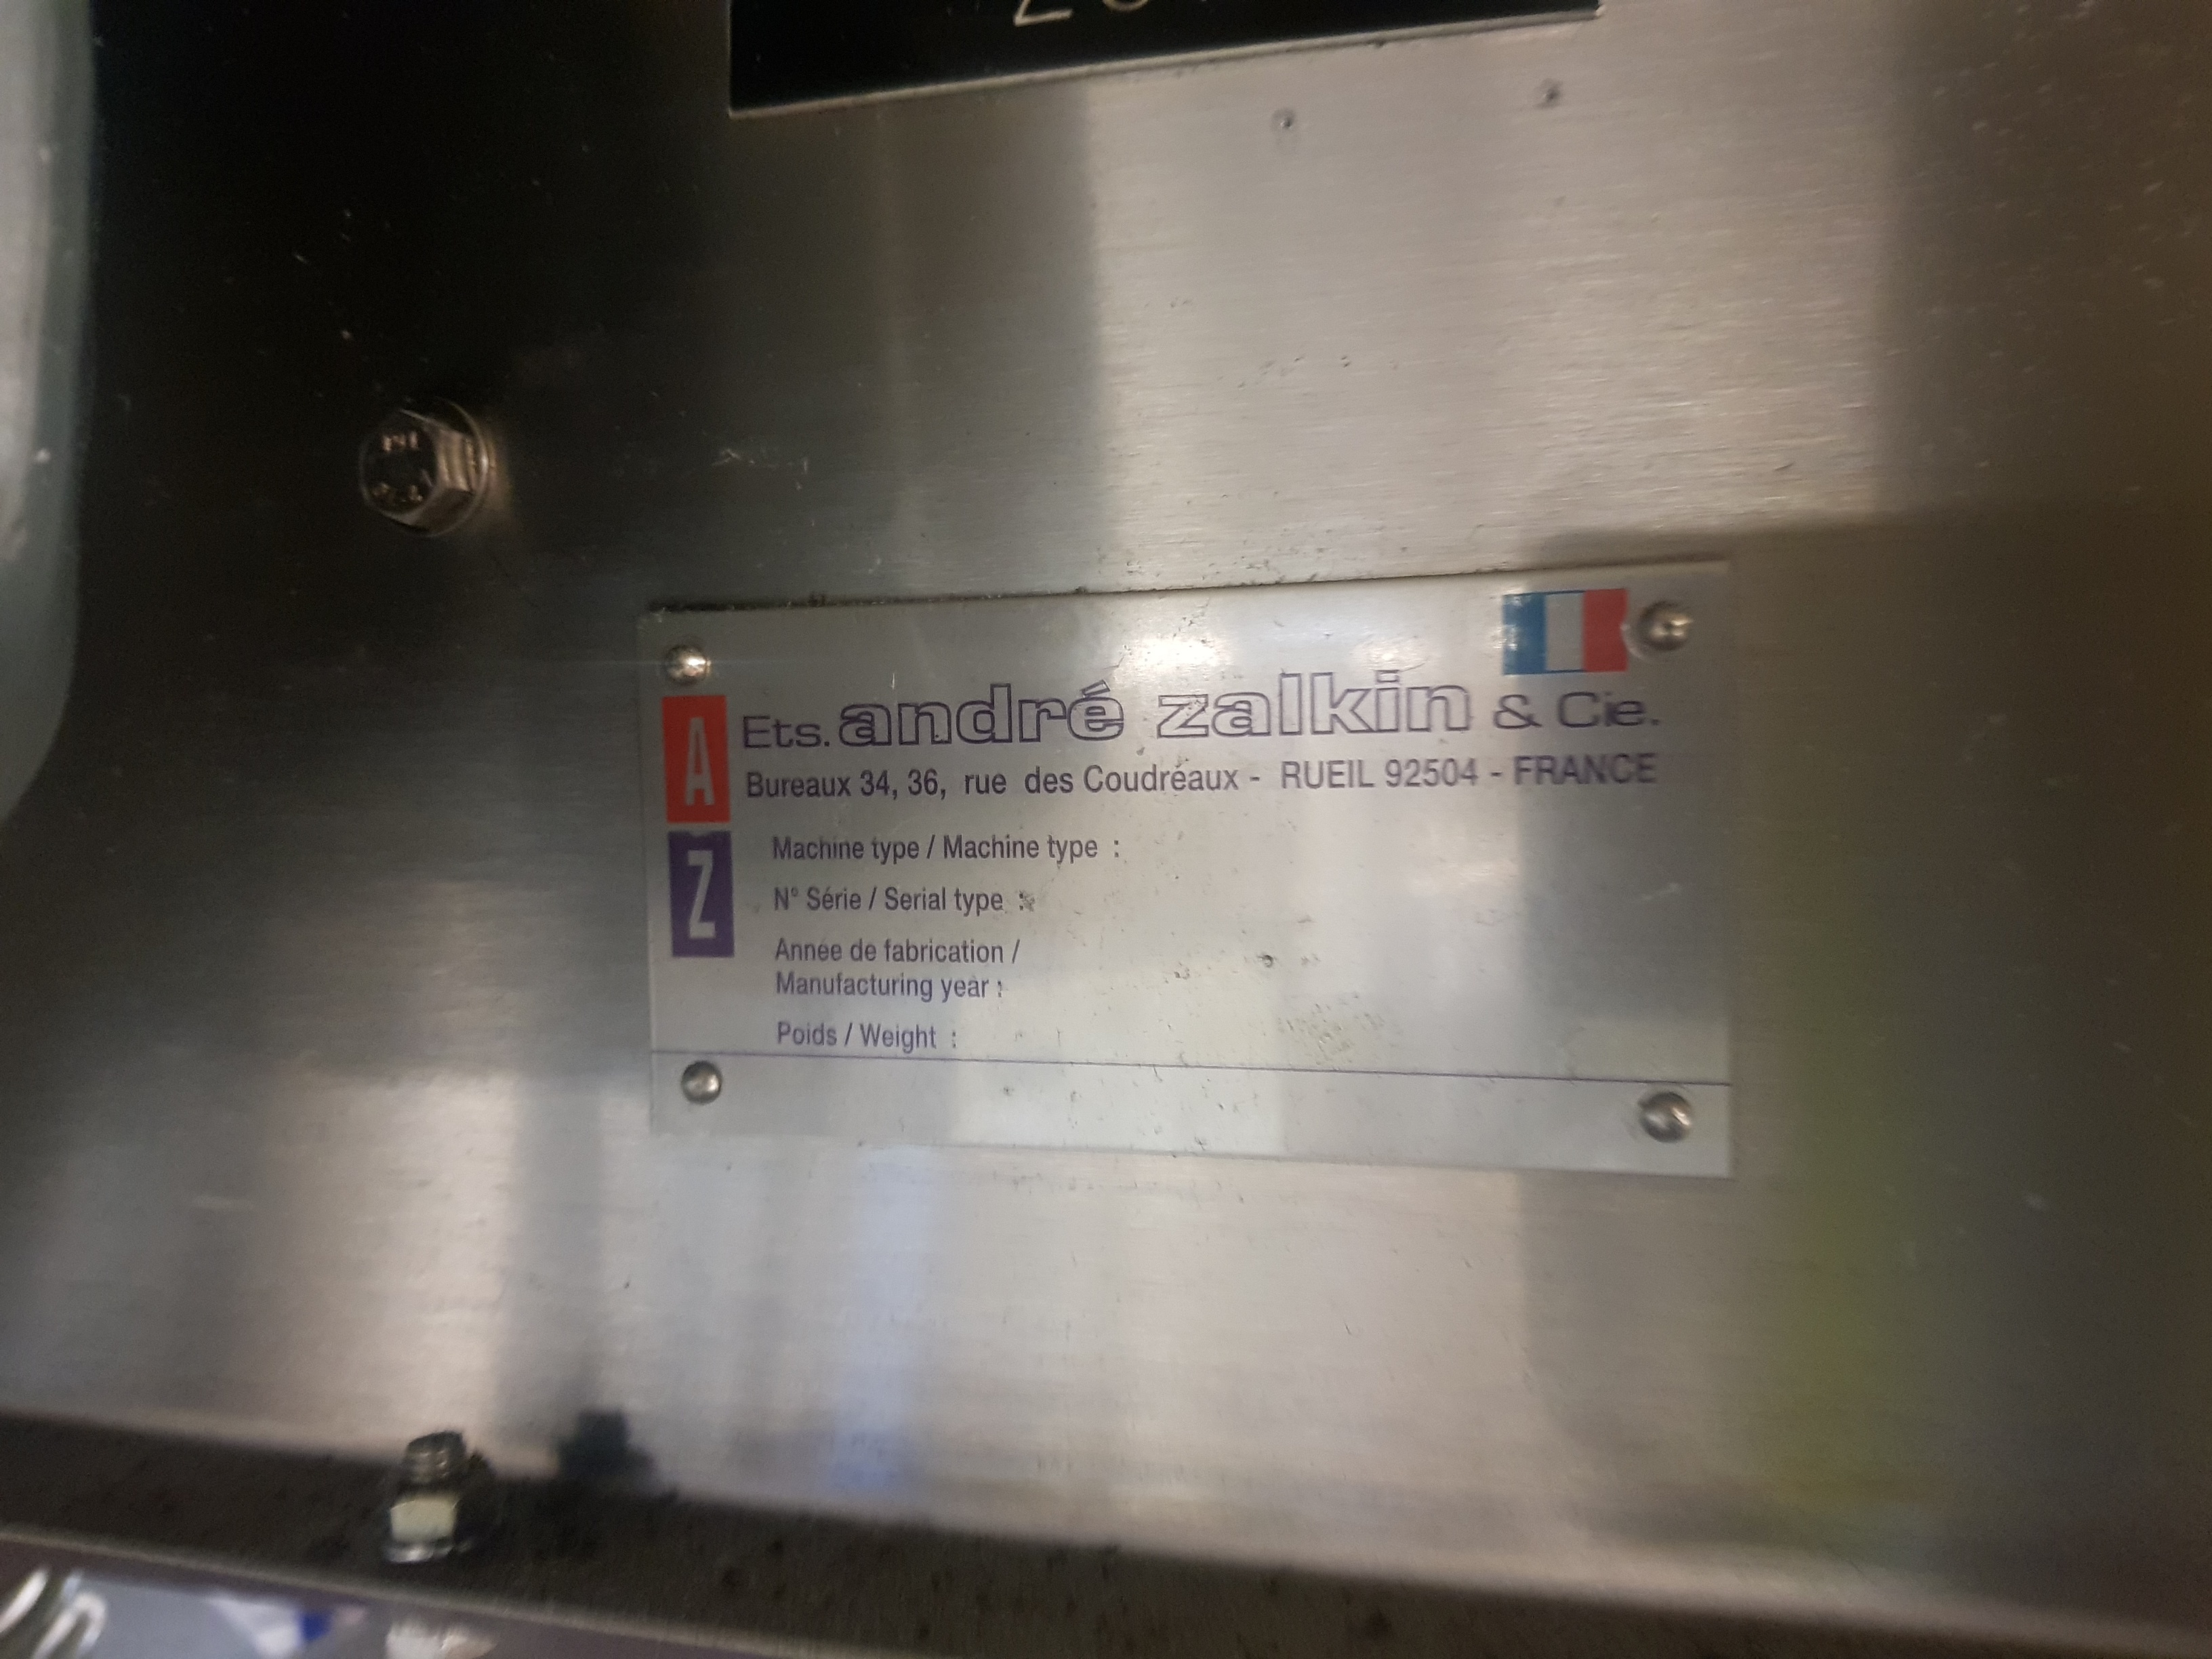 Ets. andré zalkin & Cie.
Bureaux 34, 36, rue des Coudréaux - RUEIL 92504 - FRANCE
A
Z
Machine type / Machine type :
N° Série / Serial type :
Annee de fabrication /
Manufacturing year :
Poids / Weight :